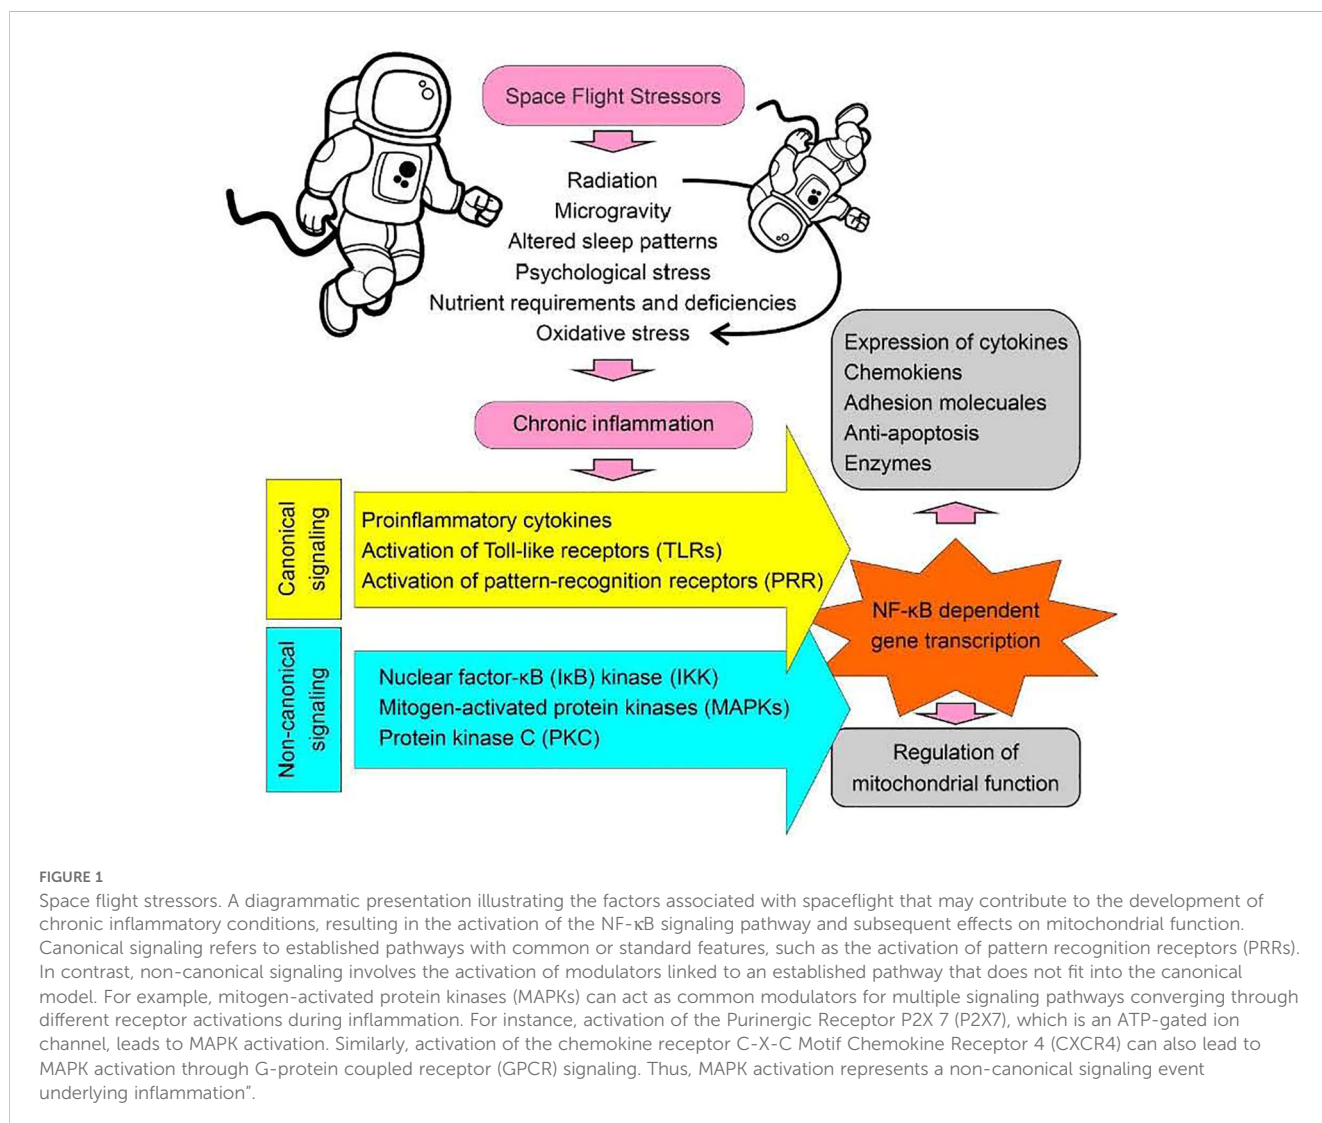 Space Flight Stressors
Radiation
Microgravity
Altered sleep patterns
Psychological stress
Nutrient requirements and deficiencies
Oxidative stress
Chronic inflammation
Canonical
signaling
Proinflammatory cytokines
Activation of Toll-like receptors (TLRs)
Activation of pattern-recognition receptors (PRR)
Non-canonical
signaling
Nuclear factor-κB (IκB) kinase (IKK)
Mitogen-activated protein kinases (MAPKs)
Protein kinase C (PKC)
Expression of cytokines
Chemokiens
Adhesion molecuales
Anti-apoptosis
Enzymes
NF-κB dependent
gene transcription
Regulation of
mitochondrial function
FIGURE 1
Space flight stressors. A diagrammatic presentation illustrating the factors associated with spaceflight that may contribute to the development of
chronic inflammatory conditions, resulting in the activation of the NF-κB signaling pathway and subsequent effects on mitochondrial function.
Canonical signaling refers to established pathways with common or standard features, such as the activation of pattern recognition receptors (PRRs).
In contrast, non-canonical signaling involves the activation of modulators linked to an established pathway that does not fit into the canonical
model. For example, mitogen-activated protein kinases (MAPKs) can act as common modulators for multiple signaling pathways converging through
different receptor activations during inflammation. For instance, activation of the Purinergic Receptor P2X 7 (P2X7), which is an ATP-gated ion
channel, leads to MAPK activation. Similarly, activation of the chemokine receptor C-X-C Motif Chemokine Receptor 4 (CXCR4) can also lead to
MAPK activation through G-protein coupled receptor (GPCR) signaling. Thus, MAPK activation represents a non-canonical signaling event
underlying inflammation”.